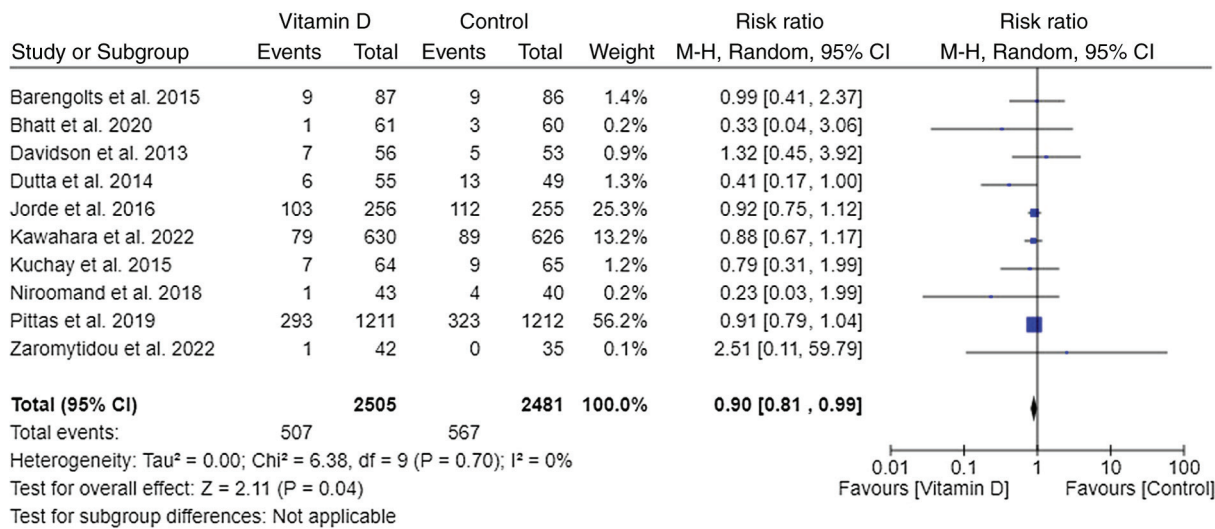 Vitamin D Control Risk ratio Risk ratio
Study or Subgroup Events Total Events Total Weight M-H, Random, 95% CI M-H, Random, 95% CI
Barengolts et al. 2015 9 87 9 86 1.4% 0.99 [0.41 , 2.37]
Bhatt et al. 2020 1 61 3 60 0.2% 0.33 [0.04 , 3.06]
Davidson et al. 2013 7 56 5 53 0.9% 1.32 [0.45 , 3.92]
Dutta et al. 2014 6 55 13 49 1.3% 0.41 [0.17 , 1.00]
Jorde et al. 2016 103 256 112 255 25.3% 0.92 [0.75 , 1.12]
Kawahara et al. 2022 79 630 89 626 13.2% 0.88 [0.67 , 1.17]
Kuchay et al. 2015 7 64 9 65 1.2% 0.79 [0.31 , 1.99]
Niroomand et al. 2018 1 43 4 40 0.2% 0.23 [0.03 , 1.99]
Pittas et al. 2019 293 1211 323 1212 56.2% 0.91 [0.79 , 1.04]
Zaromytidou et al. 2022 1 42 0 35 0.1% 2.51 [0.11 , 59.79]
Total (95% CI) 2505 2481 100.0% 0.90 [0.81 , 0.99]
Total events: 507 567
Heterogeneity: Tau² = 0.00; Chi² = 6.38, df = 9 (P = 0.70); I² = 0%
Test for overall effect: Z = 2.11 (P = 0.04)
Test for subgroup differences: Not applicable
0.01 0.1 1 10 100
Favours [Vitamin D] Favours [Control]